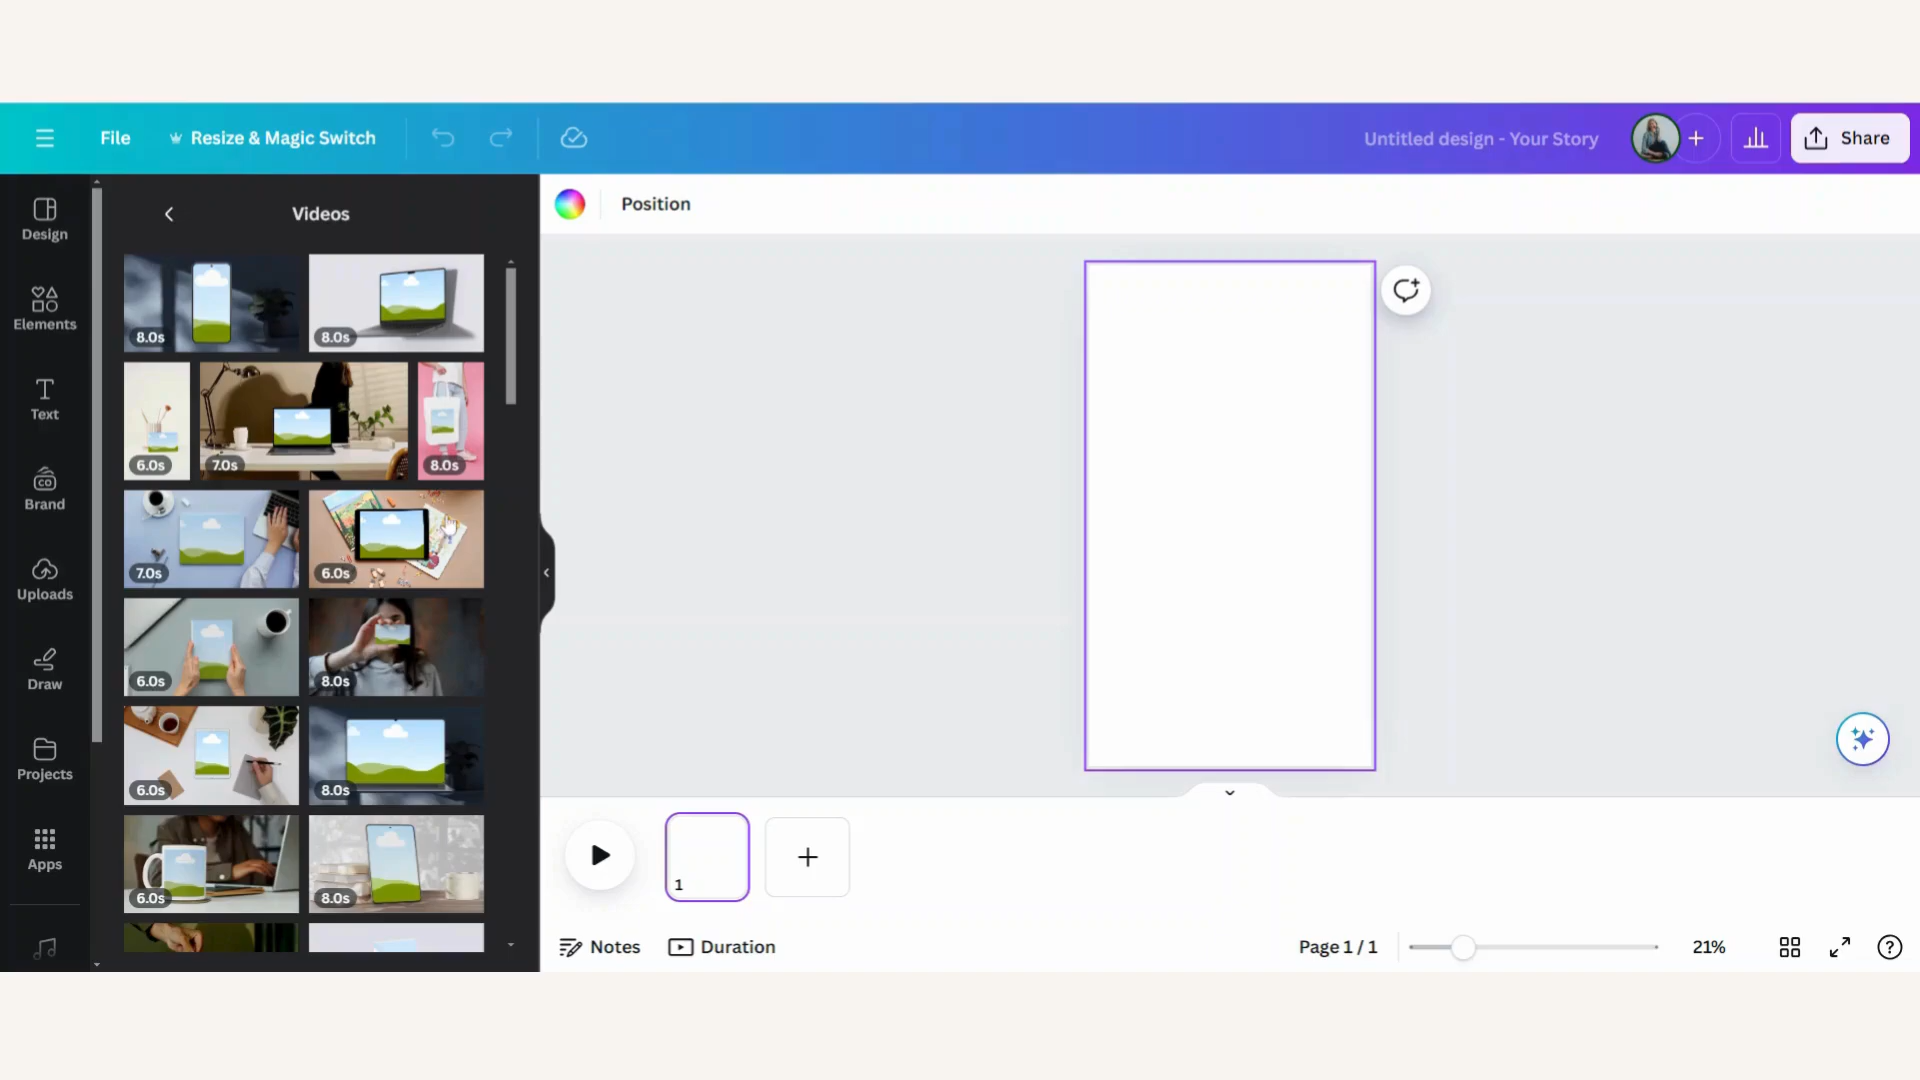 File
Resize & Magic Switch
Untitled design - Your Story
Share
Design
Elements
Text
Brand
Uploads
Draw
Projects
Apps
Videos
8.0s
8.0s
6.0s
7.0s
8.0s
7.0s
6.0s
6.0s
8.0s
6.0s
8.0s
6.0s
8.0s
Position
1
Notes
Duration
Page 1 / 1
21%